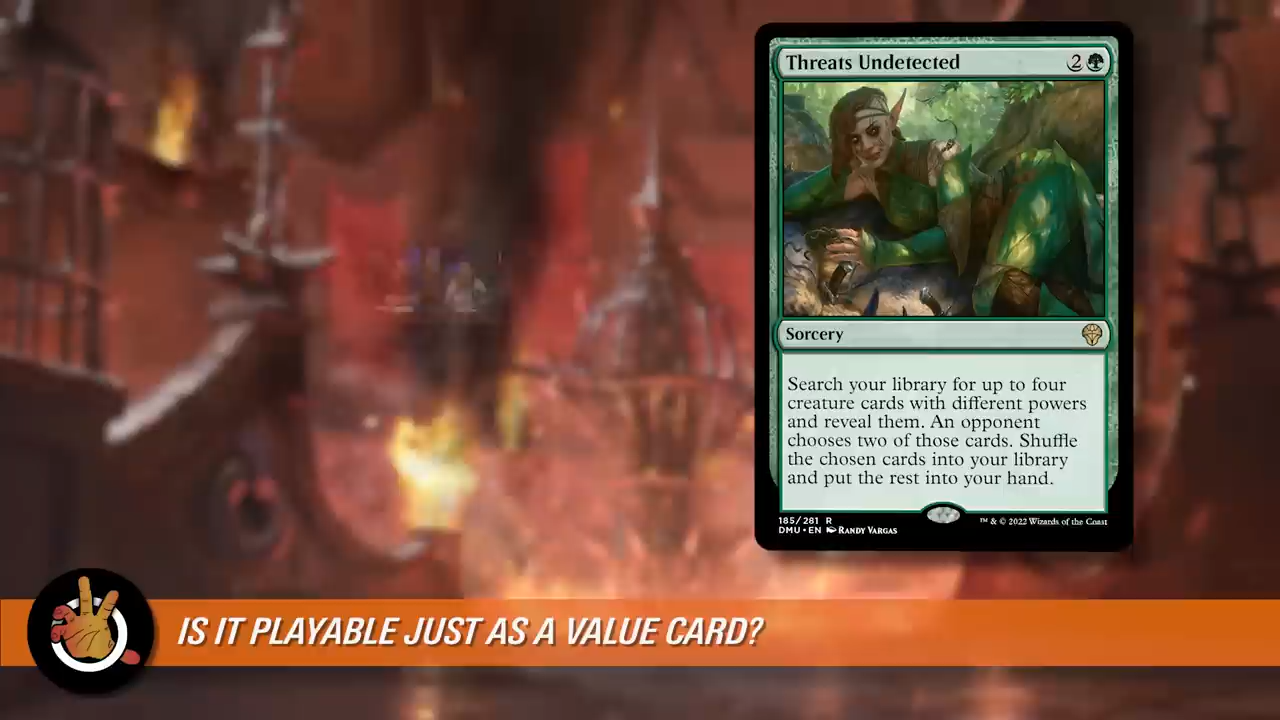 Threats Undetected 2
Sorcery
Search your library for up to four
creature cards with different powers
and reveal them. An opponent
chooses two of those cards. Shuffle
the chosen cards into your library
and put the rest into your hand.
185/281 R
DMU • EN RANDY VARGAS
™ & © 2022 Wizards of the Coast
IS IT PLAYABLE JUST AS A VALUE CARD?